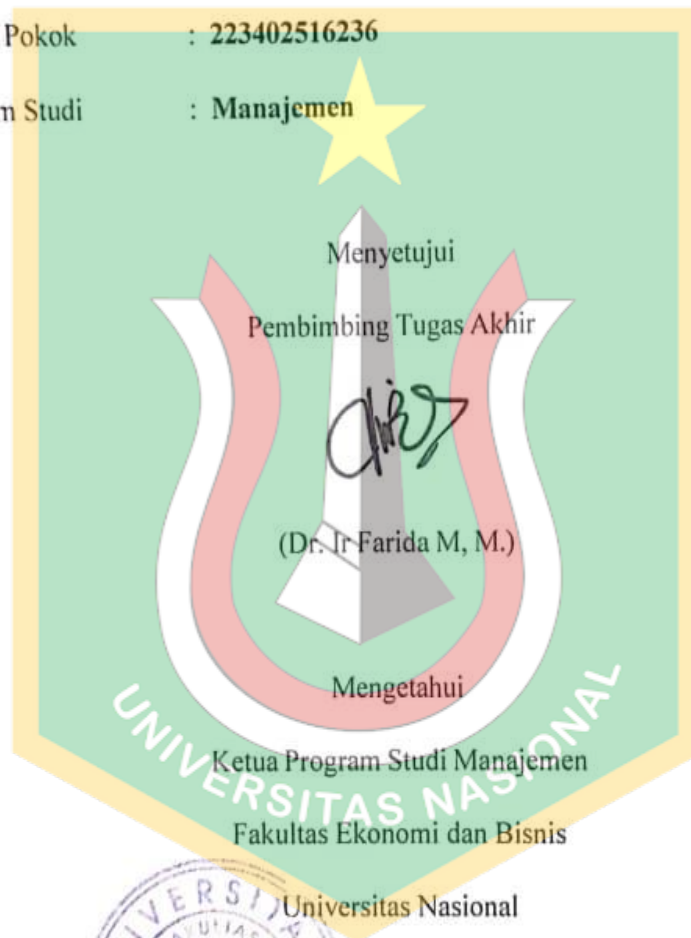 Pokok : 223402516236
Studi : Manajemen
Menyetujui
Pembimbing Tugas Akhir
(Dr. Ir Farida M, M.)
Mengetahui
Ketua Program Studi Manajemen
UNIVERSITAS NASIONAL
Fakultas Ekonomi dan Bisnis
Universitas Nasional